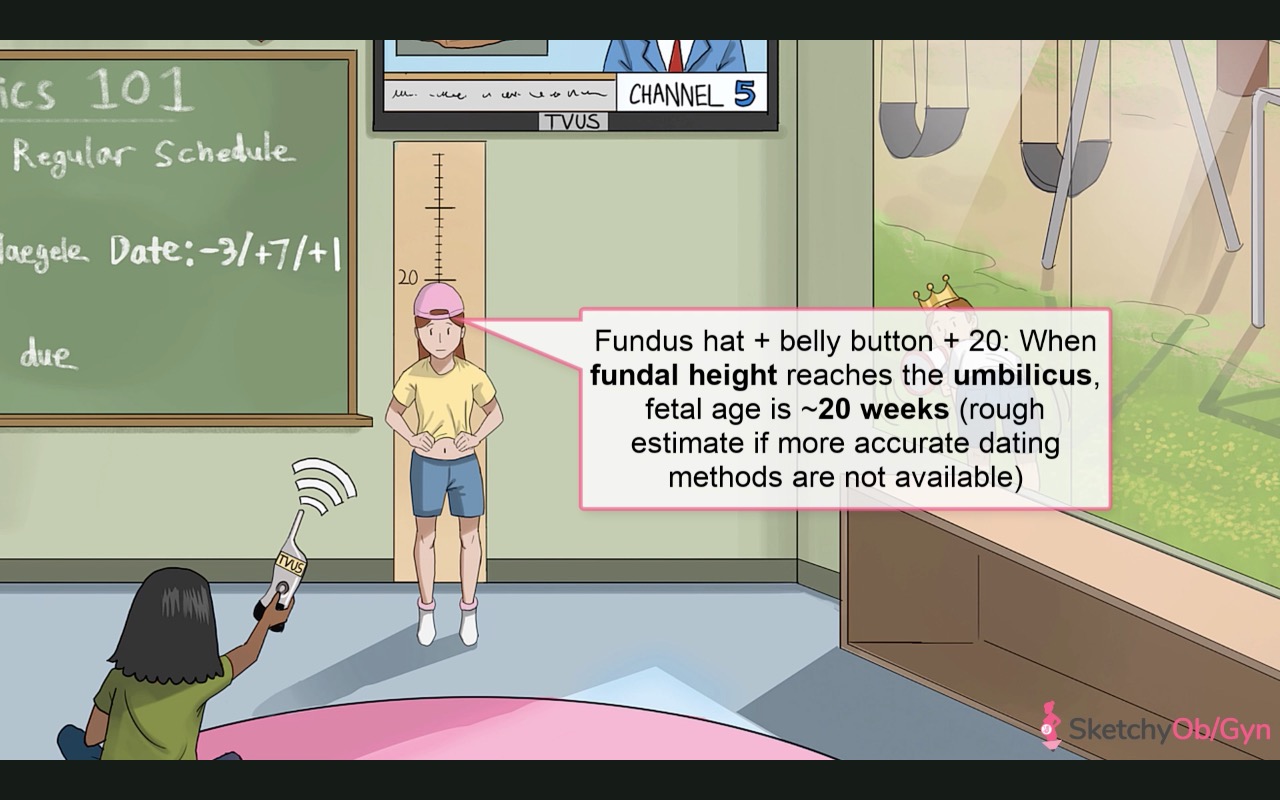 ics 101
Regular Schedule
Naegele Date:-3/+7/+1
due
CHANNEL 5
TVUS
20
Fundus hat + belly button + 20: When
fundal height reaches the umbilicus,
fetal age is ~20 weeks (rough
estimate if more accurate dating
methods are not available)
TVUS
SketchyOb/Gyn